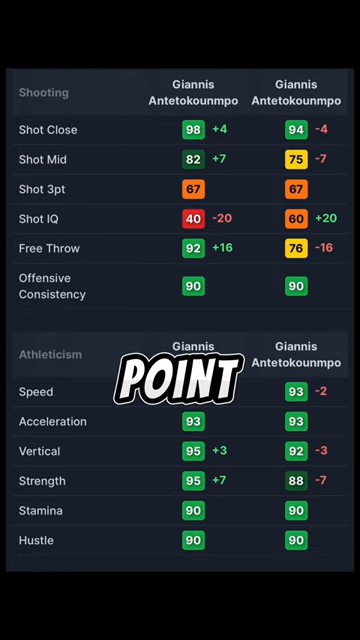 Shooting Giannis Antetokounmpo Giannis Antetokounmpo
Shot Close 98 +4 94 -4
Shot Mid 82 +7 75 -7
Shot 3pt 67 67
Shot IQ 40 -20 60 +20
Free Throw 92 +16 76 -16
Offensive Consistency 90 90
Athleticism Giannis Giannis Antetokounmpo
POINT
Speed 93 -2
Acceleration 93 93
Vertical 95 +3 92 -3
Strength 95 +7 88 -7
Stamina 90 90
Hustle 90 90